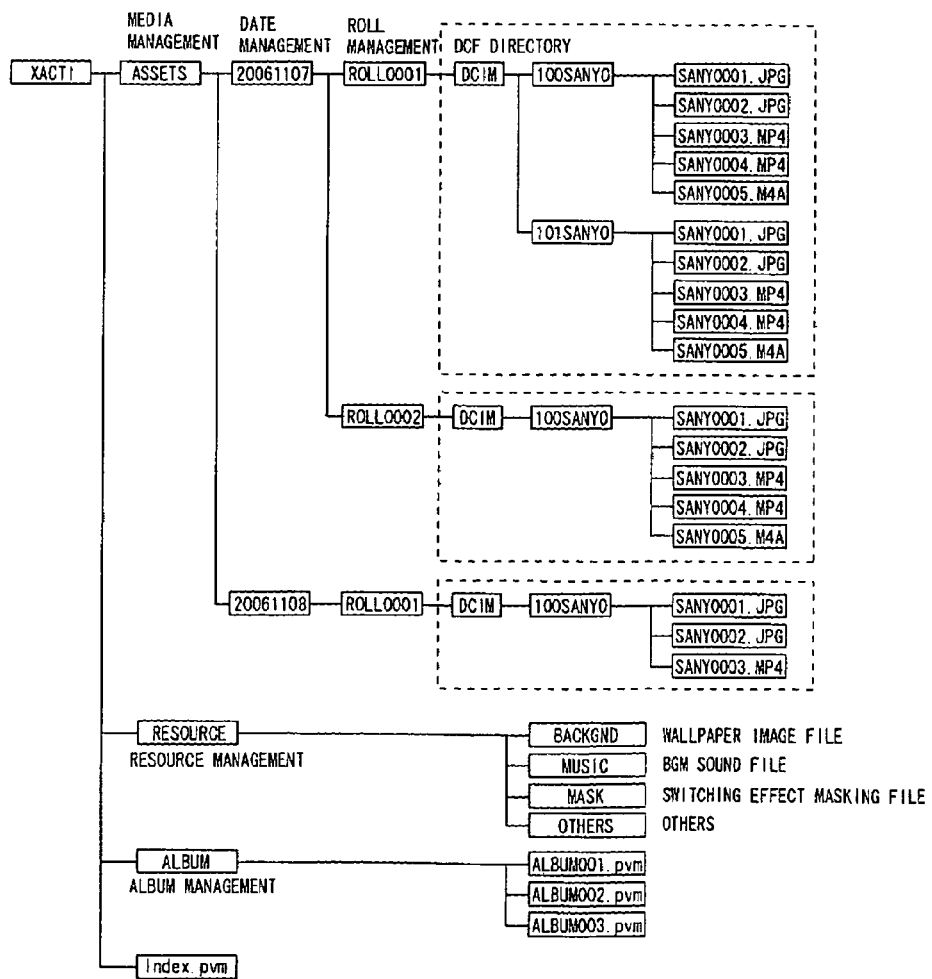 MEDIA MANAGEMENT
DATE MANAGEMENT
ROLL MANAGEMENT
DCF DIRECTORY
XACTI
ASSETS
20061107
ROLL0001
DCIM
100SANYO
SANY0001.JPG
SANY0002.JPG
SANY0003.MP4
SANY0004.MP4
SANY0005.M4A
101SANYO
SANY0001.JPG
SANY0002.JPG
SANY0003.MP4
SANY0004.MP4
SANY0005.M4A
ROLL0002
DCIM
100SANYO
SANY0001.JPG
SANY0002.JPG
SANY0003.MP4
SANY0004.MP4
SANY0005.M4A
20061108
ROLL0001
DCIM
100SANYO
SANY0001.JPG
SANY0002.JPG
SANY0003.MP4
RESOURCE
RESOURCE MANAGEMENT
BACKGND
WALLPAPER IMAGE FILE
MUSIC
BGM SOUND FILE
MASK
SWITCHING EFFECT MASKING FILE
OTHERS
OTHERS
ALBUM
ALBUM MANAGEMENT
ALBUM001.pvm
ALBUM002.pvm
ALBUM003.pvm
Index.pvm